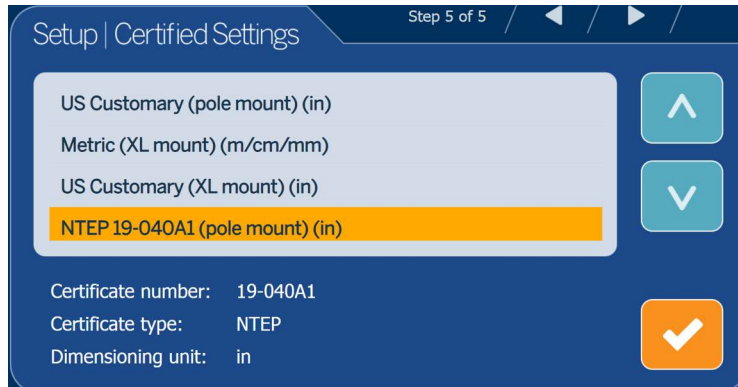 Setup | Certified Settings
Step 5 of 5
US Customary (pole mount) (in)
Metric (XL mount) (m/cm/mm)
US Customary (XL mount) (in)
NTEP 19-040A1 (pole mount) (in)
Certificate number: 19-040A1
Certificate type: NTEP
Dimensioning unit: in